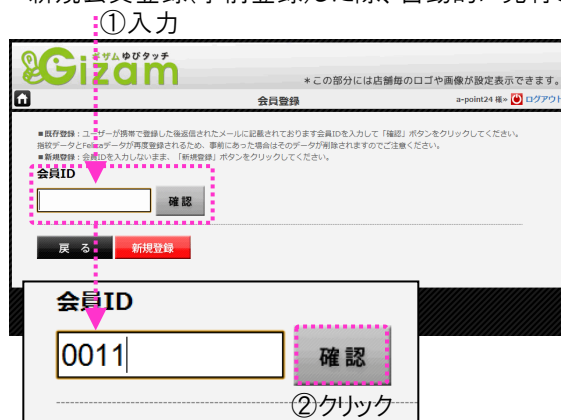 新規会員登録(事前登録)した際、自動的に発行
①入力
ギザムゆびタッチ
Gizam
＊この部分には店舗毎のロゴや画像が設定表示できます。
会員登録
a-point24 様» ログアウト
■既存登録：ユーザーが携帯で登録した後返信されたメールに記載されております会員IDを入力して「確認」ボタンをクリックしてください。
指紋データとFelicaデータが再度登録されるため、事前にあった場合はそのデータが削除されますのでご注意ください。
■新規登録：会員IDを入力しないまま、「新規登録」ボタンをクリックしてください。
会員ID
確認
戻る
新規登録
会員ID
0011
確認
②クリック